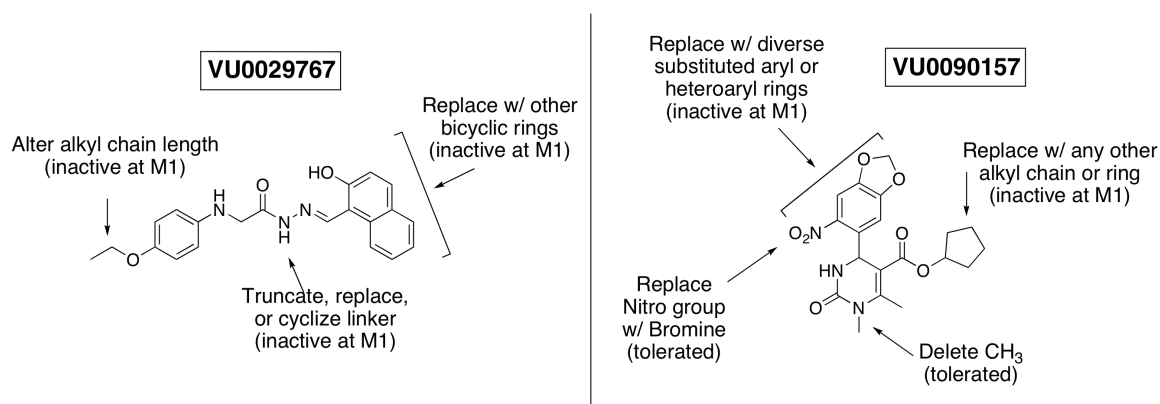 VU0029767
Replace w/ other
bicyclic rings
(inactive at M1)
Alter alkyl chain length
(inactive at M1)
HO
H
N
O
N
N
H
O
Truncate, replace,
or cyclize linker
(inactive at M1)
Replace w/ diverse
substituted aryl or
heteroaryl rings
(inactive at M1)
VU0090157
Replace w/ any other
alkyl chain or ring
(inactive at M1)
O
O
O₂N
O
O
HN
O
N
Replace
Nitro group
w/ Bromine
(tolerated)
Delete CH₃
(tolerated)